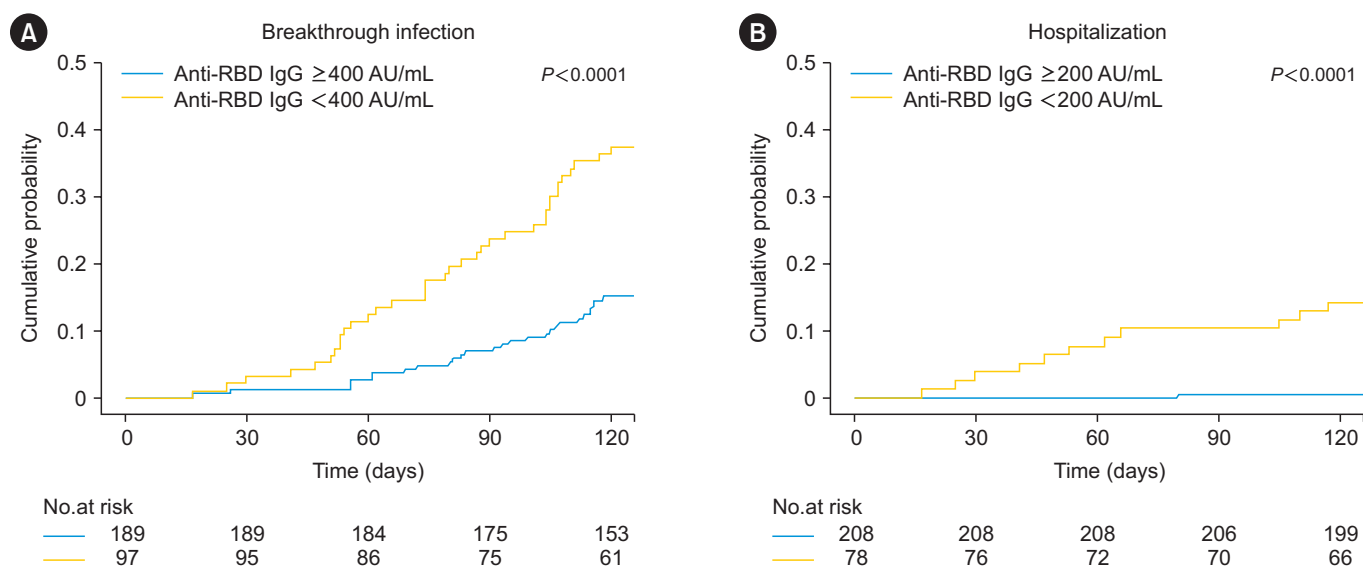 A Breakthrough infection
0.5
0.4
0.3
0.2
0.1
0
Cumulative probability
Anti-RBD IgG ≥400 AU/mL
Anti-RBD IgG <400 AU/mL
P<0.0001
0 30 60 90 120
Time (days)
No.at risk
189 189 184 175 153
97 95 86 75 61
B Hospitalization
0.5
0.4
0.3
0.2
0.1
0
Cumulative probability
Anti-RBD IgG ≥200 AU/mL
Anti-RBD IgG <200 AU/mL
P<0.0001
0 30 60 90 120
Time (days)
No.at risk
208 208 208 206 199
78 76 72 70 66